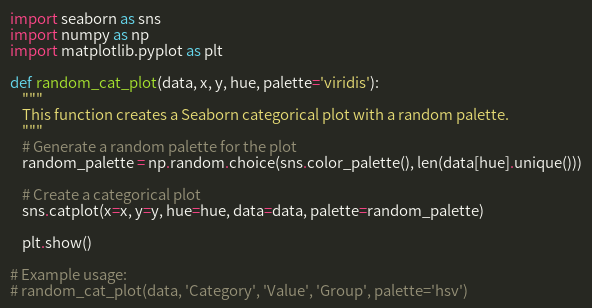 import seaborn as sns
import numpy as np
import matplotlib.pyplot as plt

def random_cat_plot(data, x, y, hue, palette='viridis'):
    """
    This function creates a Seaborn categorical plot with a random palette.
    """
    # Generate a random palette for the plot
    random_palette = np.random.choice(sns.color_palette(), len(data[hue].unique()))

    # Create a categorical plot
    sns.catplot(x=x, y=y, hue=hue, data=data, palette=random_palette)

    plt.show()

# Example usage:
# random_cat_plot(data, 'Category', 'Value', 'Group', palette='hsv')